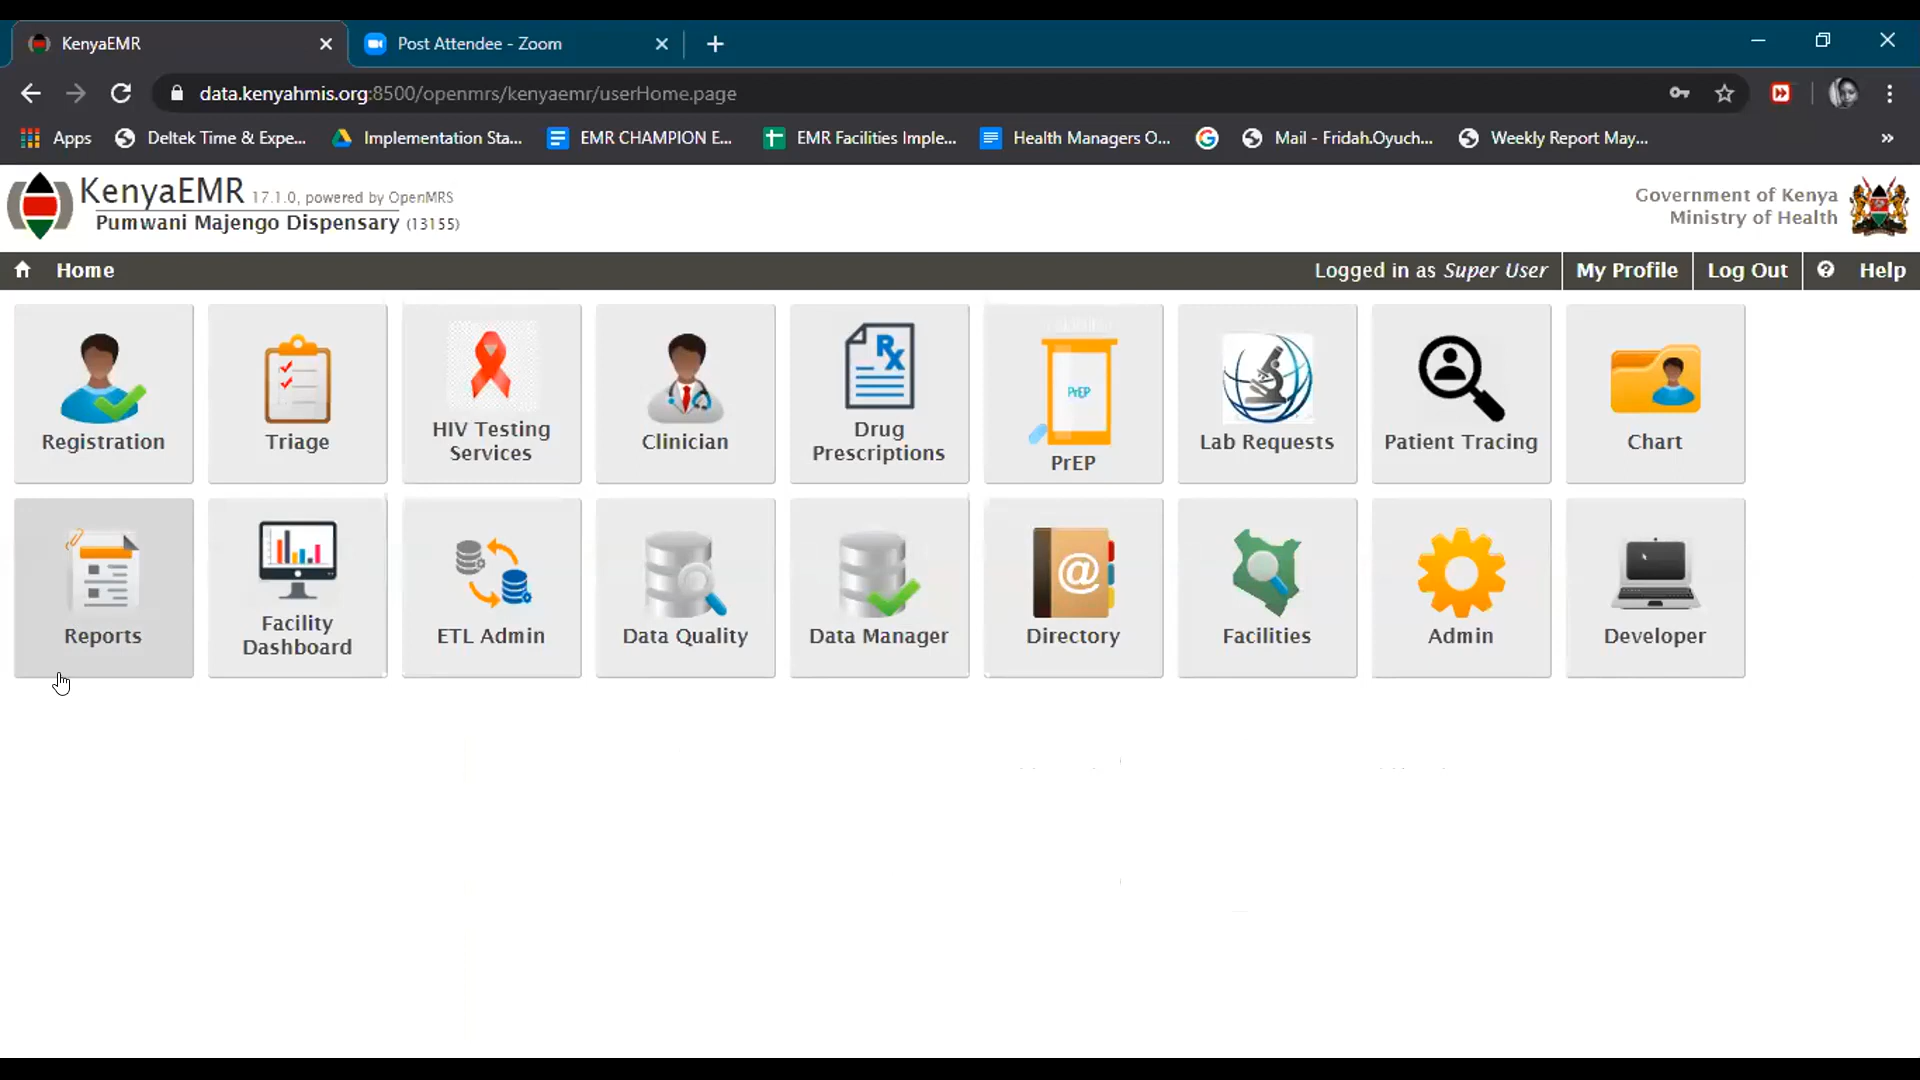 KenyaEMR
Post Attendee - Zoom
data.kenyahmis.org:8500/openmrs/kenyaemr/userHome.page
Apps
Deltek Time & Expe...
Implementation Sta...
EMR CHAMPION E...
EMR Facilities Imple...
Health Managers O...
Mail - Fridah.Oyuch...
Weekly Report May...
KenyaEMR 17.1.0, powered by OpenMRS
Pumwani Majengo Dispensary (13155)
Government of Kenya
Ministry of Health
Home
Logged in as Super User
My Profile
Log Out
Help
Registration
Triage
HIV Testing
Services
Clinician
Rx
Drug
Prescriptions
PrEP
PrEP
Lab Requests
Patient Tracing
Chart
Reports
Facility
Dashboard
ETL Admin
Data Quality
Data Manager
@
Directory
Facilities
Admin
Developer